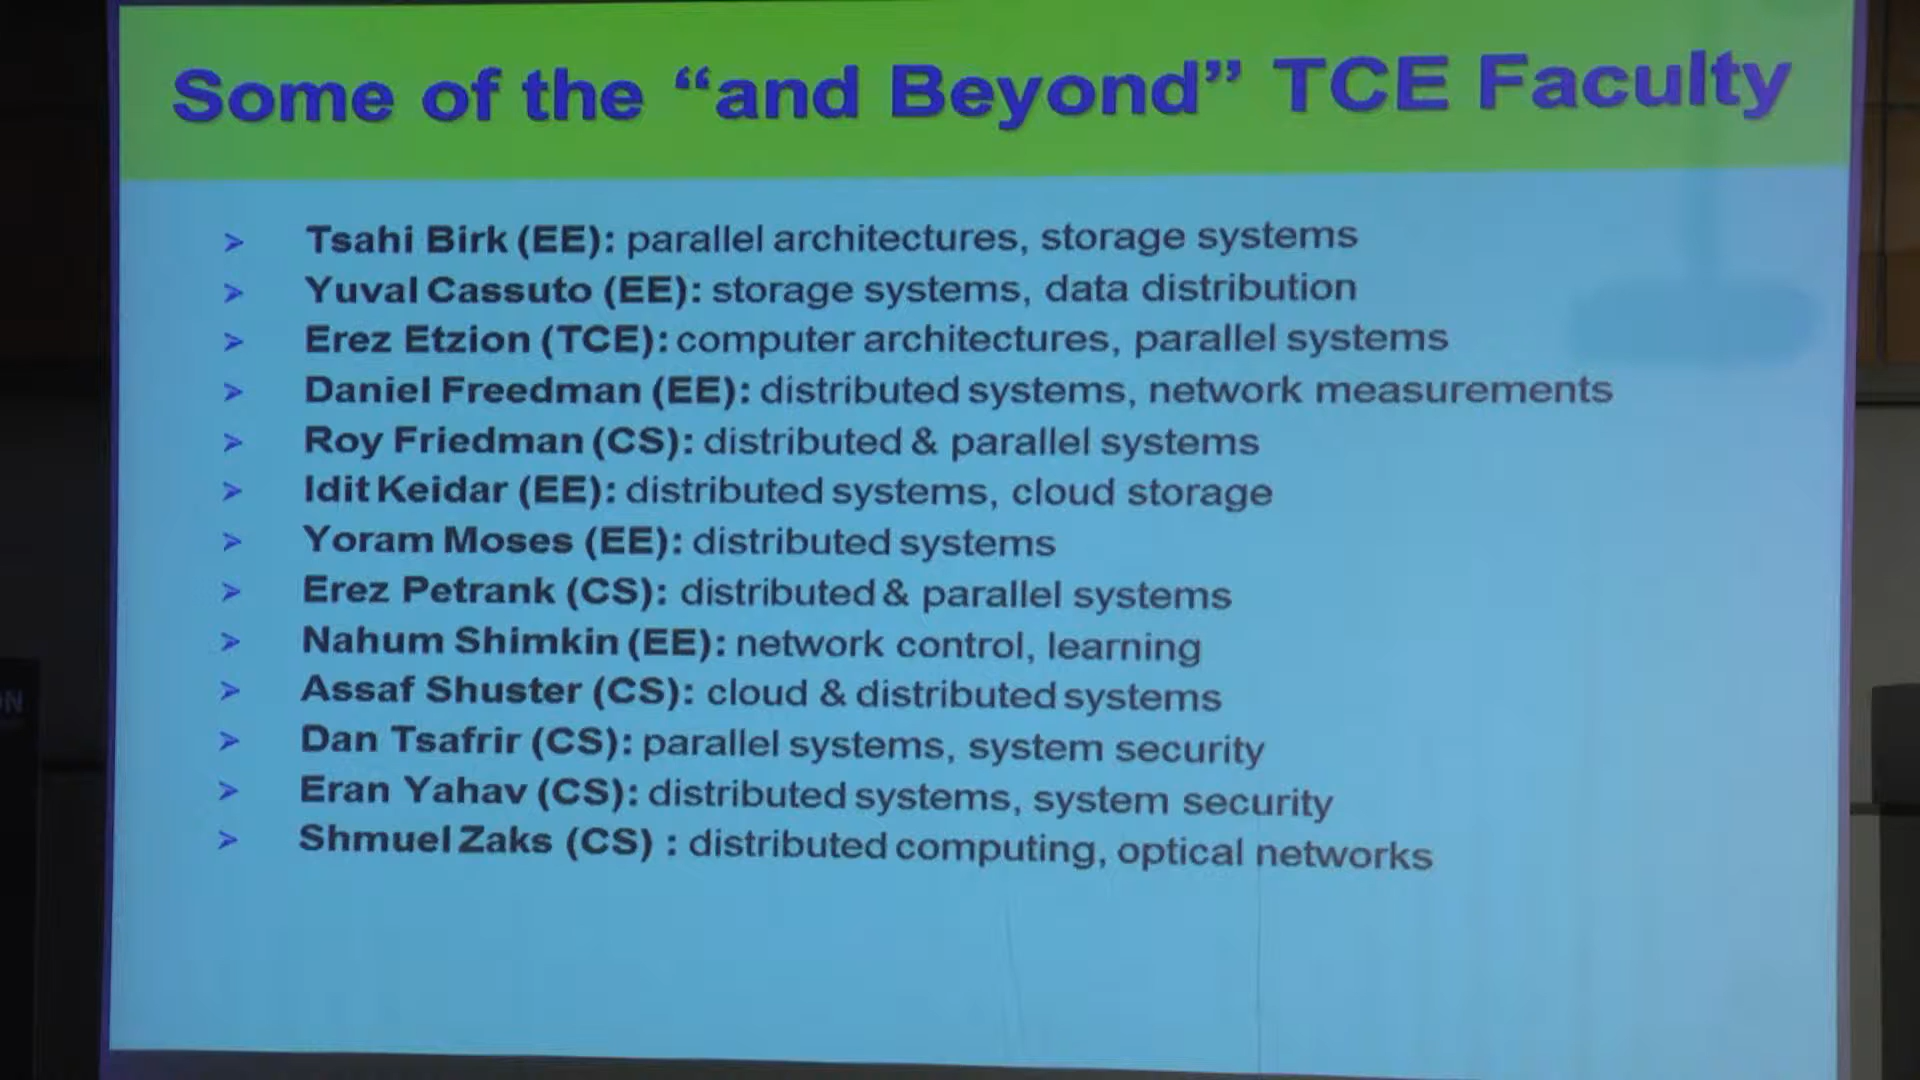 Some of the “and Beyond” TCE Faculty
➢ Tsahi Birk (EE): parallel architectures, storage systems
➢ Yuval Cassuto (EE): storage systems, data distribution
➢ Erez Etzion (TCE): computer architectures, parallel systems
➢ Daniel Freedman (EE): distributed systems, network measurements
➢ Roy Friedman (CS): distributed & parallel systems
➢ Idit Keidar (EE): distributed systems, cloud storage
➢ Yoram Moses (EE): distributed systems
➢ Erez Petrank (CS): distributed & parallel systems
➢ Nahum Shimkin (EE): network control, learning
➢ Assaf Shuster (CS): cloud & distributed systems
➢ Dan Tsafrir (CS): parallel systems, system security
➢ Eran Yahav (CS): distributed systems, system security
➢ Shmuel Zaks (CS) : distributed computing, optical networks